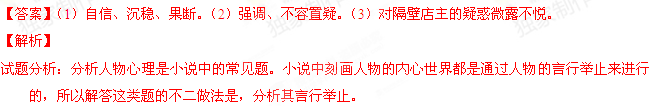 【答案】（1）自信、沉稳、果断。（2）强调、不容置疑。（3）对隔壁店主的疑惑微露不悦。
【解析】
试题分析：分析人物心理是小说中的常见题。小说中刻画人物的内心世界都是通过人物的言行举止来进行
的，所以解答这类题的不二做法是，分析其言行举止。